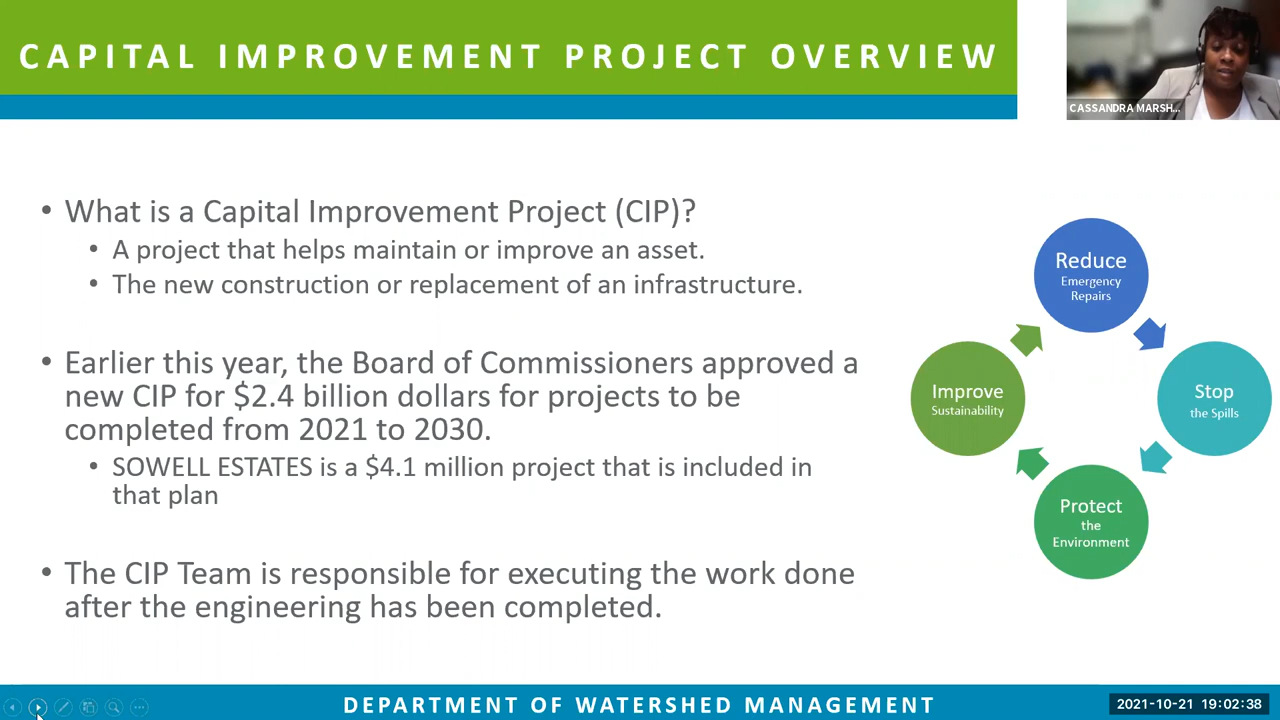 CAPITAL IMPROVEMENT PROJECT OVERVIEW
CASSANDRA MARSH...
• What is a Capital Improvement Project (CIP)?
• A project that helps maintain or improve an asset.
• The new construction or replacement of an infrastructure.
• Earlier this year, the Board of Commissioners approved a
new CIP for $2.4 billion dollars for projects to be
completed from 2021 to 2030.
• SOWELL ESTATES is a $4.1 million project that is included in
that plan
• The CIP Team is responsible for executing the work done
after the engineering has been completed.
Reduce
Emergency
Repairs
Stop
the Spills
Protect
the
Environment
Improve
Sustainability
DEPARTMENT OF WATERSHED MANAGEMENT
2021-10-21 19:02:38